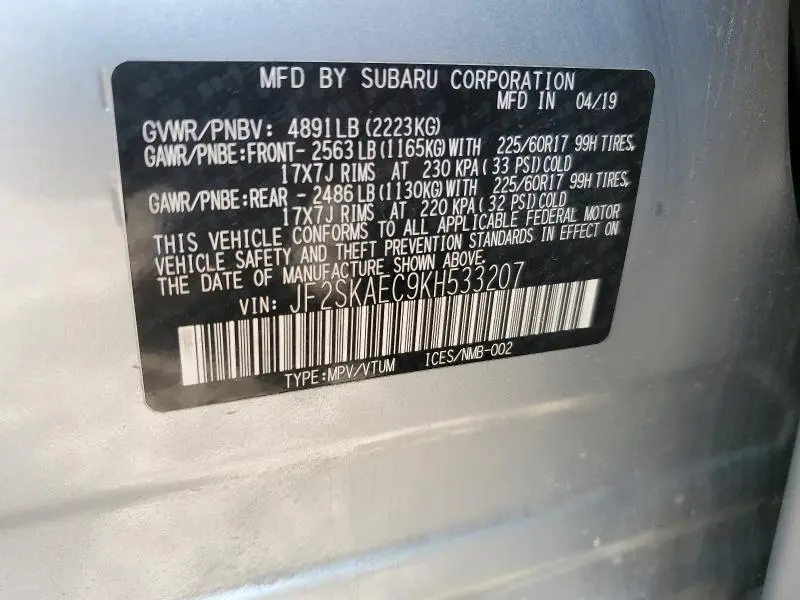 MFD BY SUBARU CORPORATION
MFD IN 04/19
GVWR/PNBV: 4891LB (2223KG)
GAWR/PNBE:FRONT- 2563 LB (1165KG) WITH 225/60R17 99H TIRES,
17X7J RIMS AT 230 KPA ( 33 PSI) COLD
GAWR/PNBE:REAR - 2486 LB (1130KG) WITH 225/60R17 99H TIRES,
17X7J RIMS AT 220 KPA ( 32 PSI) COLD
THIS VEHICLE CONFORMS TO ALL APPLICABLE FEDERAL MOTOR
VEHICLE SAFETY AND THEFT PREVENTION STANDARDS IN EFFECT ON
THE DATE OF MANUFACTURE SHOWN ABOVE.
VIN: JF2SKAEC9KH533207
TYPE:MPV/VTUM ICES/NMB-002